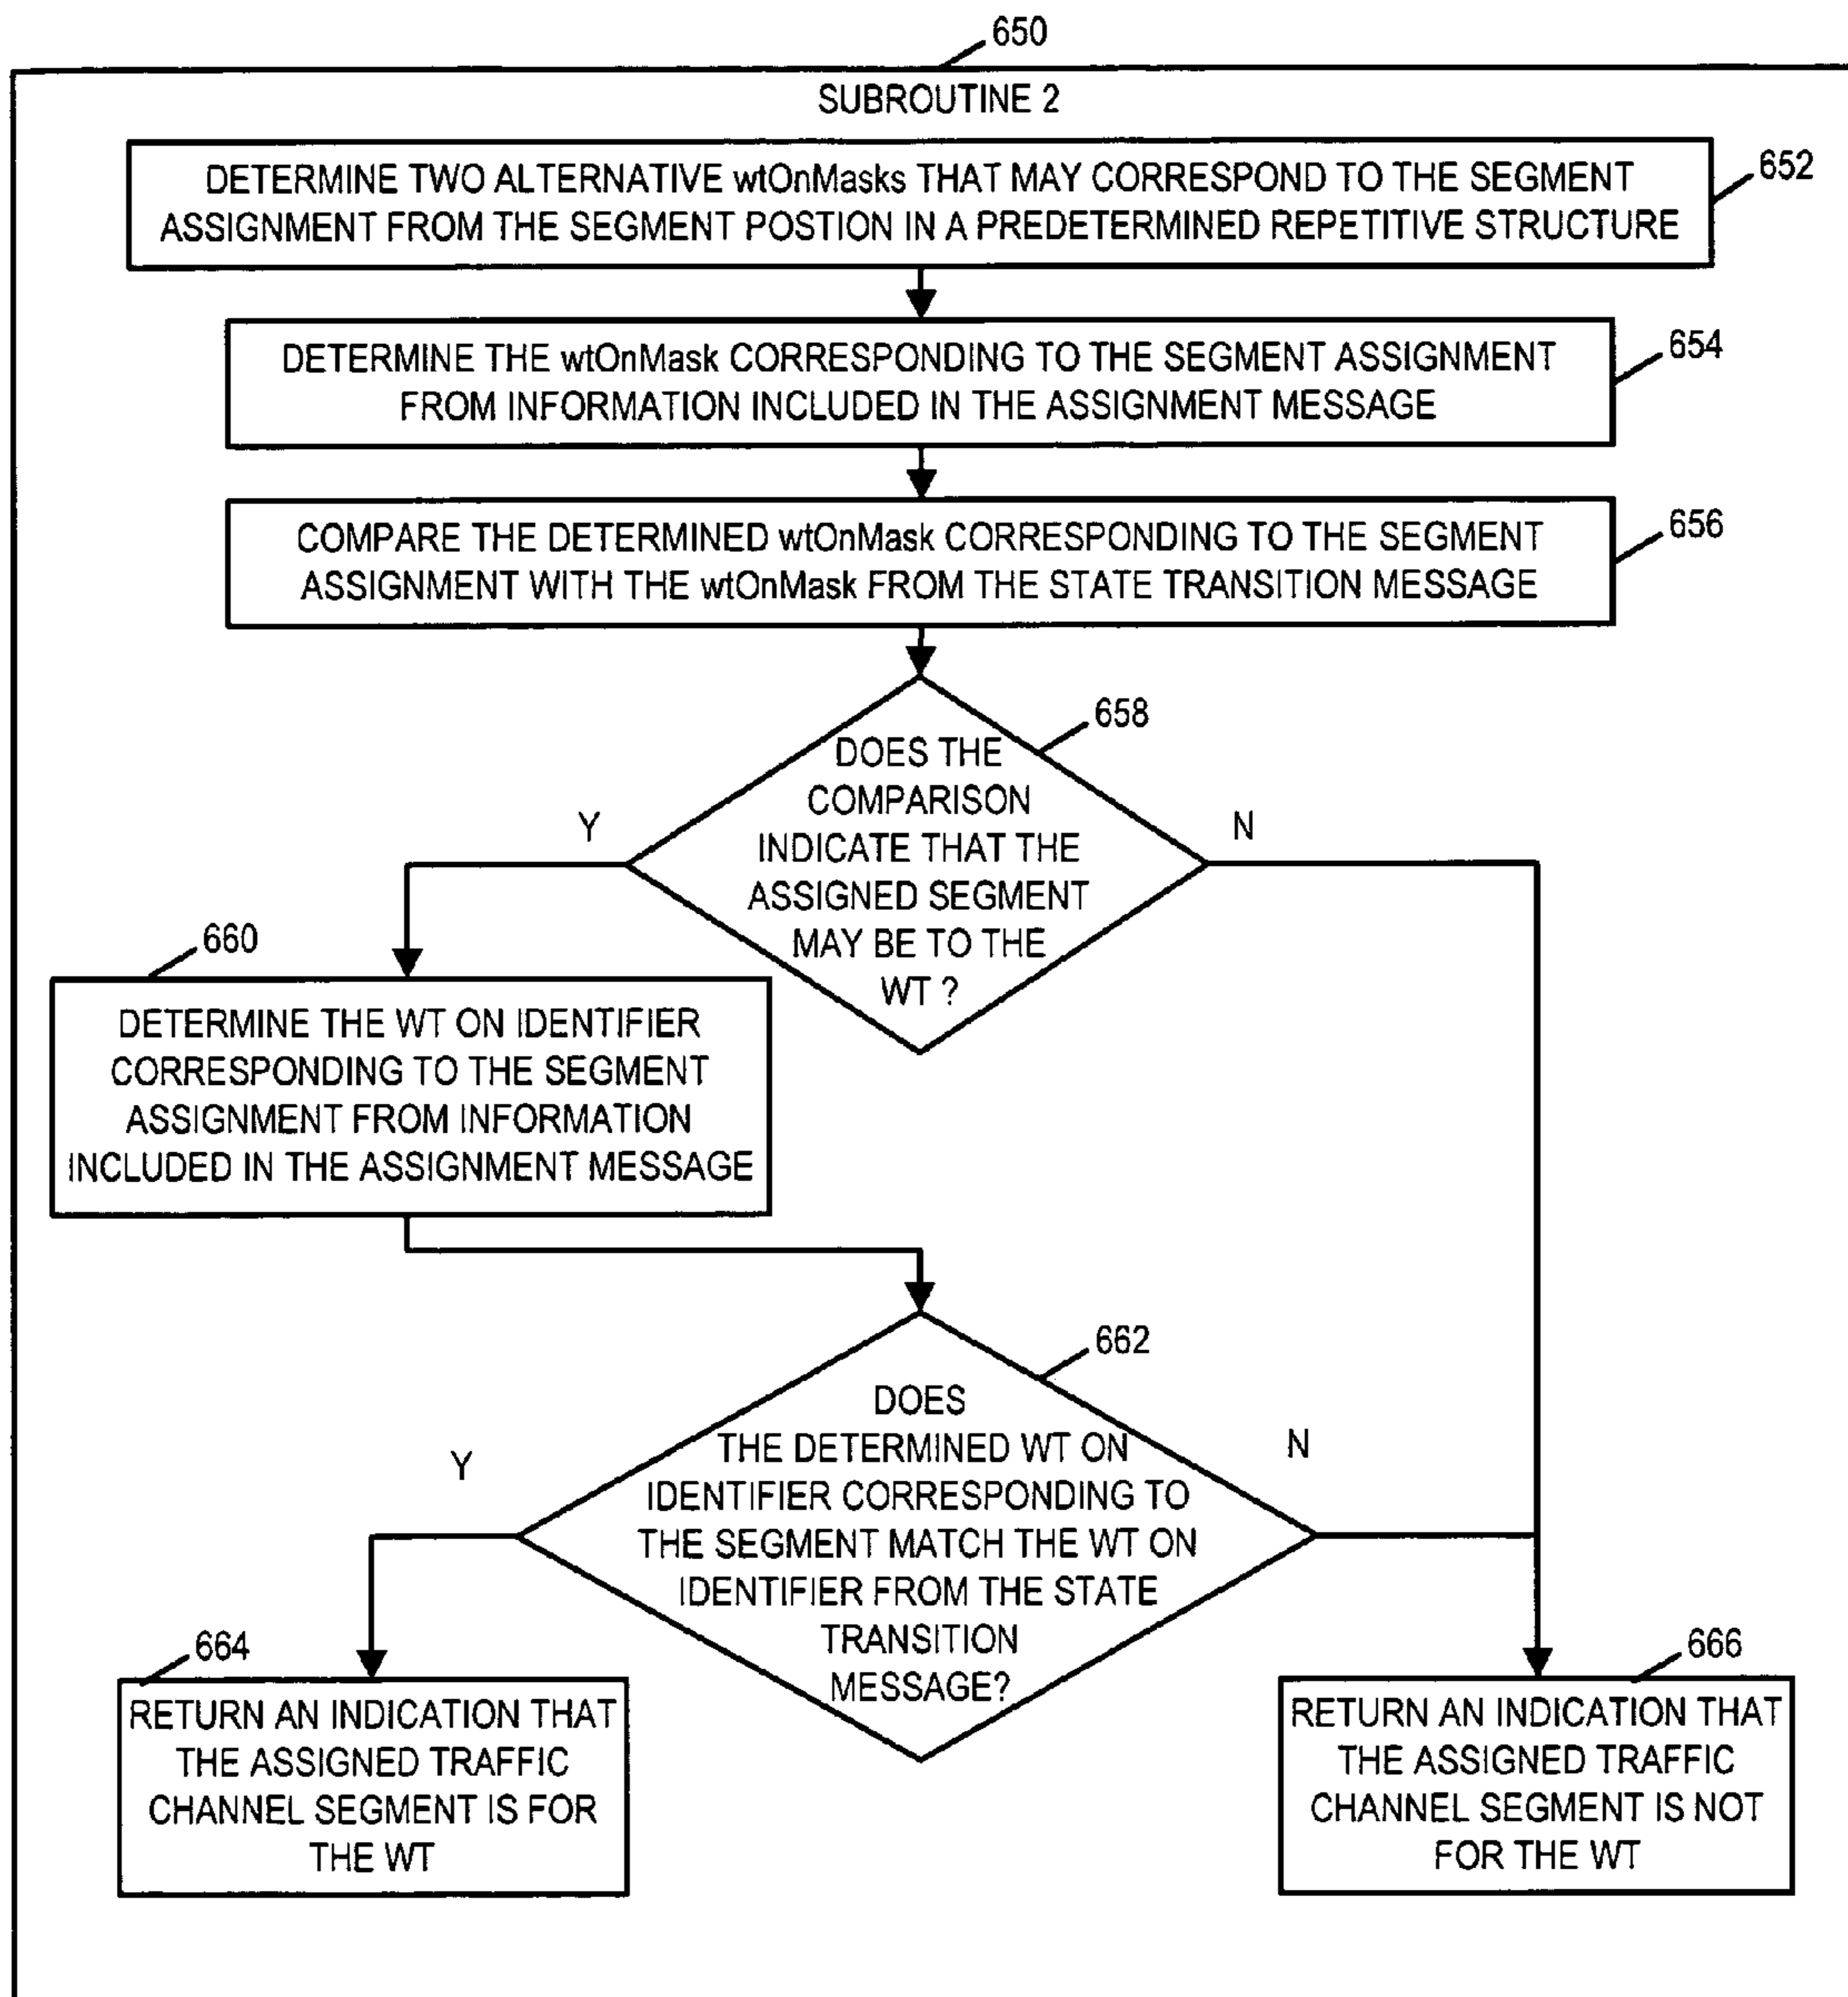 650
SUBROUTINE 2
DETERMINE TWO ALTERNATIVE wtOnMasks THAT MAY CORRESPOND TO THE SEGMENT
ASSIGNMENT FROM THE SEGMENT POSTION IN A PREDETERMINED REPETITIVE STRUCTURE
652
DETERMINE THE wtOnMask CORRESPONDING TO THE SEGMENT ASSIGNMENT
FROM INFORMATION INCLUDED IN THE ASSIGNMENT MESSAGE
654
COMPARE THE DETERMINED wtOnMask CORRESPONDING TO THE SEGMENT
ASSIGNMENT WITH THE wtOnMask FROM THE STATE TRANSITION MESSAGE
656
658
DOES THE
COMPARISON
INDICATE THAT THE
ASSIGNED SEGMENT
MAY BE TO THE
WT ?
Y
N
660
DETERMINE THE WT ON IDENTIFIER
CORRESPONDING TO THE SEGMENT
ASSIGNMENT FROM INFORMATION
INCLUDED IN THE ASSIGNMENT MESSAGE
662
DOES
THE DETERMINED WT ON
IDENTIFIER CORRESPONDING TO
THE SEGMENT MATCH THE WT ON
IDENTIFIER FROM THE STATE
TRANSITION
MESSAGE?
Y
N
664
RETURN AN INDICATION THAT
THE ASSIGNED TRAFFIC
CHANNEL SEGMENT IS FOR
THE WT
666
RETURN AN INDICATION THAT
THE ASSIGNED TRAFFIC
CHANNEL SEGMENT IS NOT
FOR THE WT